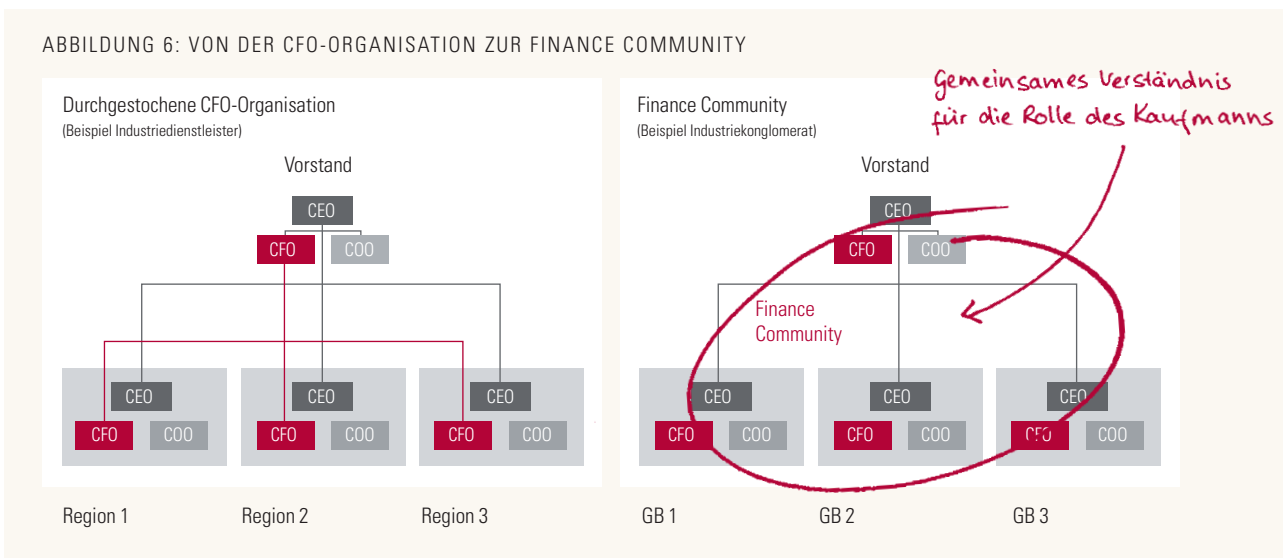 ABBILDUNG 6: VON DER CFO-ORGANISATION ZUR FINANCE COMMUNITY
Durchgestochene CFO-Organisation
(Beispiel Industriedienstleister)
Vorstand
CEO
CFO COO
CEO CEO CEO
CFO COO CFO COO CFO COO
Region 1 Region 2 Region 3
Gemeinsames Verständnis
für die Rolle des Kaufmanns
Finance Community
(Beispiel Industriekonglomerat)
Vorstand
CEO
CFO COO
Finance
Community
CEO CEO CEO
CFO COO CFO COO CFO COO
GB 1 GB 2 GB 3